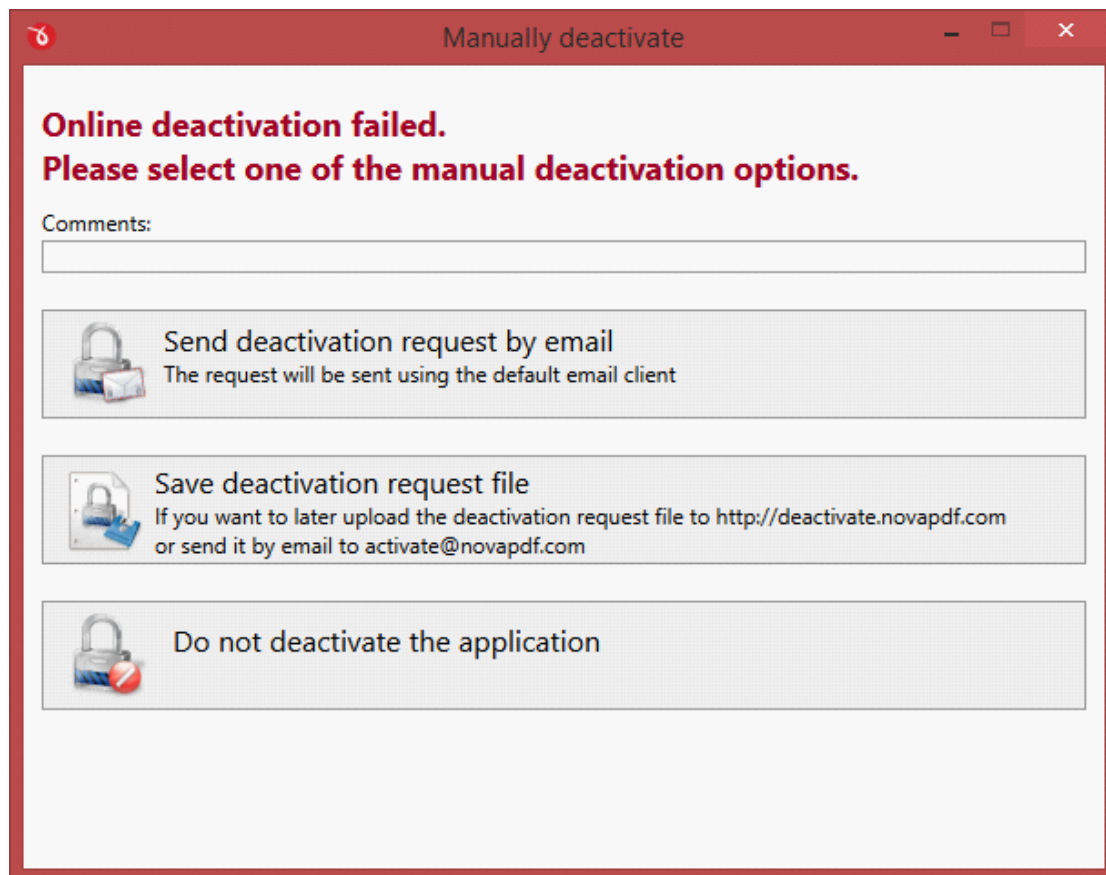 Manually deactivate
Online deactivation failed.
Please select one of the manual deactivation options.
Comments:
Send deactivation request by email
The request will be sent using the default email client
Save deactivation request file
If you want to later upload the deactivation request file to http://deactivate.novapdf.com
or send it by email to activate@novapdf.com
Do not deactivate the application